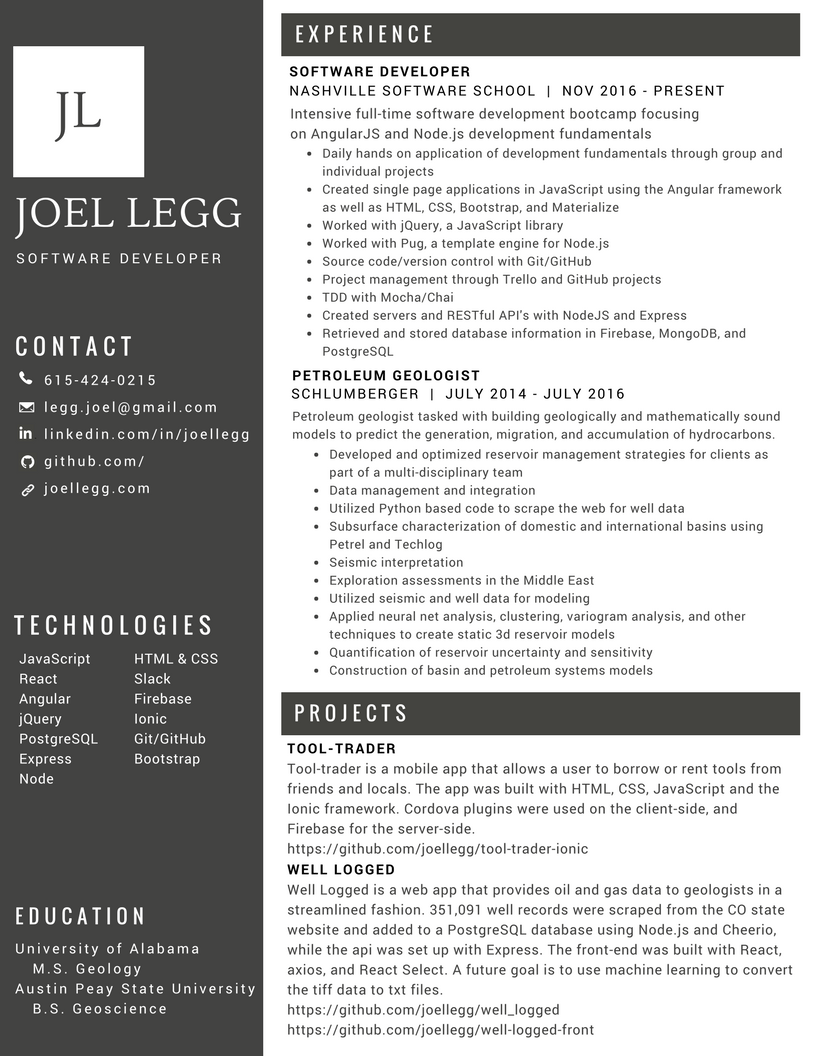 JL
JOEL LEGG
SOFTWARE DEVELOPER
CONTACT
615-424-0215
legg.joel@gmail.com
linkedin.com/in/joellegg
github.com/
joellegg.com
TECHNOLOGIES
JavaScript HTML & CSS
React Slack
Angular Firebase
jQuery Ionic
PostgreSQL Git/GitHub
Express Bootstrap
Node
EDUCATION
University of Alabama
M.S. Geology
Austin Peay State University
B.S. Geoscience
EXPERIENCE
SOFTWARE DEVELOPER
NASHVILLE SOFTWARE SCHOOL | NOV 2016 - PRESENT
Intensive full-time software development bootcamp focusing
on AngularJS and Node.js development fundamentals
• Daily hands on application of development fundamentals through group and
individual projects
• Created single page applications in JavaScript using the Angular framework
as well as HTML, CSS, Bootstrap, and Materialize
• Worked with jQuery, a JavaScript library
• Worked with Pug, a template engine for Node.js
• Source code/version control with Git/GitHub
• Project management through Trello and GitHub projects
• TDD with Mocha/Chai
• Created servers and RESTful API's with NodeJS and Express
• Retrieved and stored database information in Firebase, MongoDB, and
PostgreSQL
PETROLEUM GEOLOGIST
SCHLUMBERGER | JULY 2014 - JULY 2016
Petroleum geologist tasked with building geologically and mathematically sound
models to predict the generation, migration, and accumulation of hydrocarbons.
• Developed and optimized reservoir management strategies for clients as
part of a multi-disciplinary team
• Data management and integration
• Utilized Python based code to scrape the web for well data
• Subsurface characterization of domestic and international basins using
Petrel and Techlog
• Seismic interpretation
• Exploration assessments in the Middle East
• Utilized seismic and well data for modeling
• Applied neural net analysis, clustering, variogram analysis, and other
techniques to create static 3d reservoir models
• Quantification of reservoir uncertainty and sensitivity
• Construction of basin and petroleum systems models
PROJECTS
TOOL-TRADER
Tool-trader is a mobile app that allows a user to borrow or rent tools from
friends and locals. The app was built with HTML, CSS, JavaScript and the
Ionic framework. Cordova plugins were used on the client-side, and
Firebase for the server-side.
https://github.com/joellegg/tool-trader-ionic
WELL LOGGED
Well Logged is a web app that provides oil and gas data to geologists in a
streamlined fashion. 351,091 well records were scraped from the CO state
website and added to a PostgreSQL database using Node.js and Cheerio,
while the api was set up with Express. The front-end was built with React,
axios, and React Select. A future goal is to use machine learning to convert
the tiff data to txt files.
https://github.com/joellegg/well_logged
https://github.com/joellegg/well-logged-front